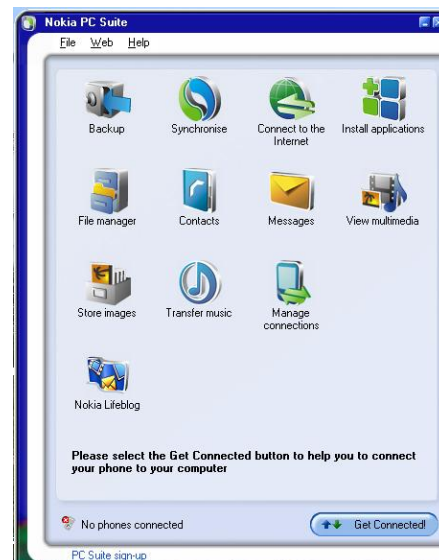 Nokia PC Suite
File Web Help
Backup
Synchronise
Connect to the
Internet
Install applications
File manager
Contacts
Messages
View multimedia
Store images
Transfer music
Manage
connections
Nokia Lifeblog
Please select the Get Connected button to help you to connect
your phone to your computer
No phones connected
Get Connected!
PC Suite sign-up